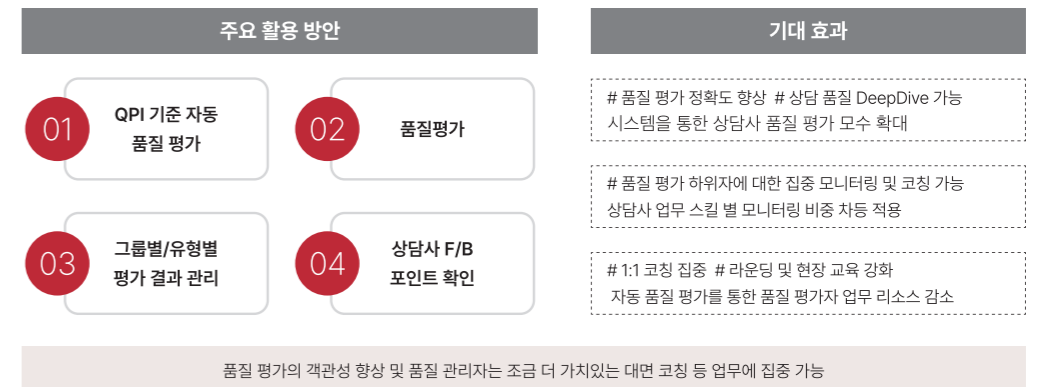 주요 활용 방안
01
QPI 기준 자동
품질 평가
02
품질평가
03
그룹별/유형별
평가 결과 관리
04
상담사 F/B
포인트 확인
기대 효과
# 품질 평가 정확도 향상 # 상담 품질 DeepDive 가능
시스템을 통한 상담사 품질 평가 모수 확대
# 품질 평가 하위자에 대한 집중 모니터링 및 코칭 가능
상담사 업무 스킬 별 모니터링 비중 차등 적용
# 1:1 코칭 집중 # 라운딩 및 현장 교육 강화
자동 품질 평가를 통한 품질 평가자 업무 리소스 감소
품질 평가의 객관성 향상 및 품질 관리자는 조금 더 가치있는 대면 코칭 등 업무에 집중 가능